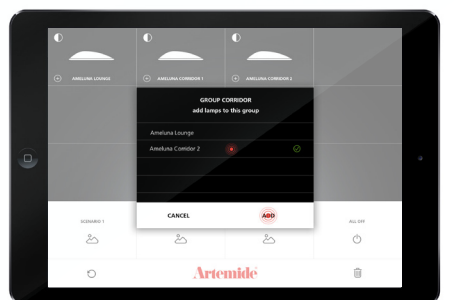 AMELUNA LOUNGE
AMELUNA CORRIDOR 1
AMELUNA CORRIDOR 2
GROUP CORRIDOR
add lamps to this group
Ameluna Lounge
Ameluna Corridor 2
CANCEL
ADD
SCENARIO 1
ALL OFF
Artemide